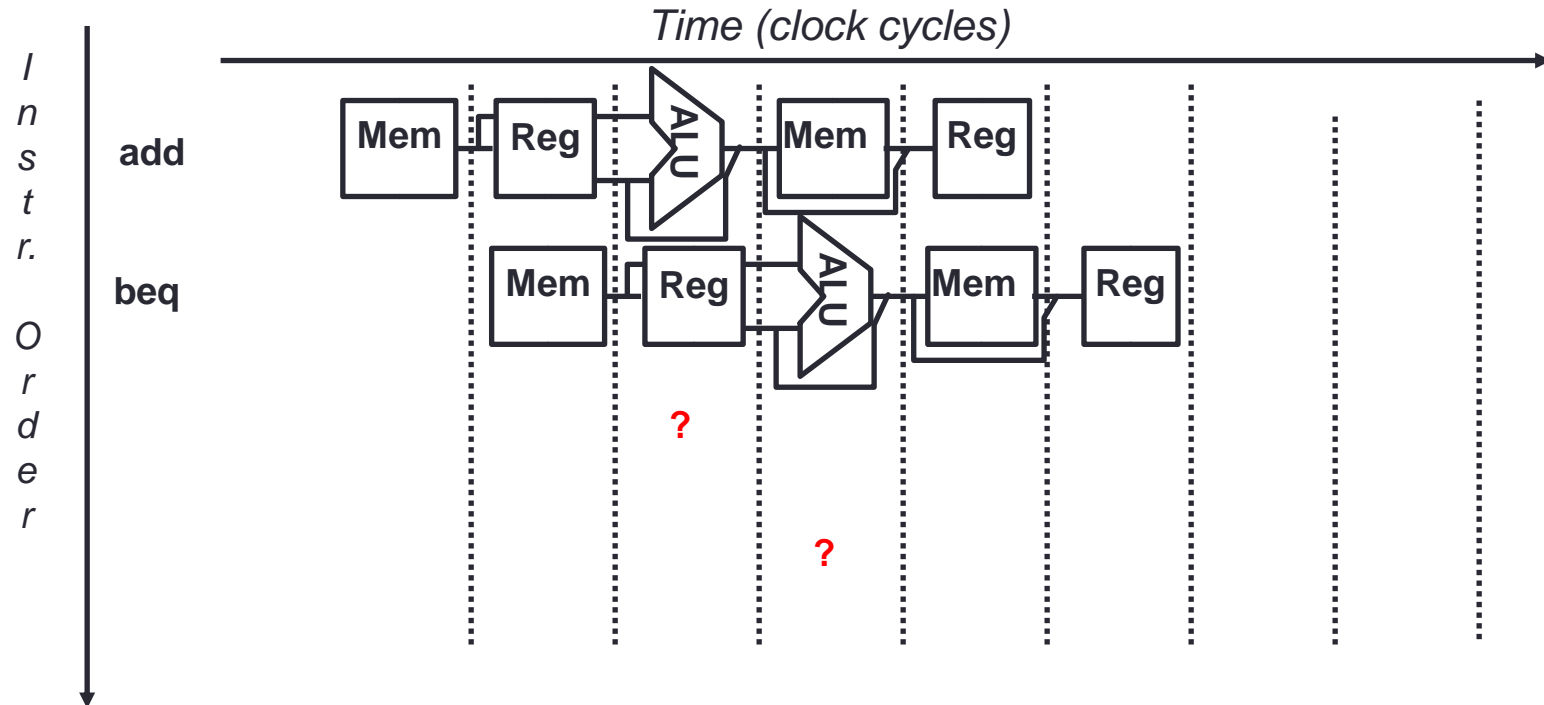 Time (clock cycles)
I
n
s
t
r.
O
r
d
e
r
add
Mem Reg ALU Mem Reg
beq
Mem Reg ALU Mem Reg
?
?